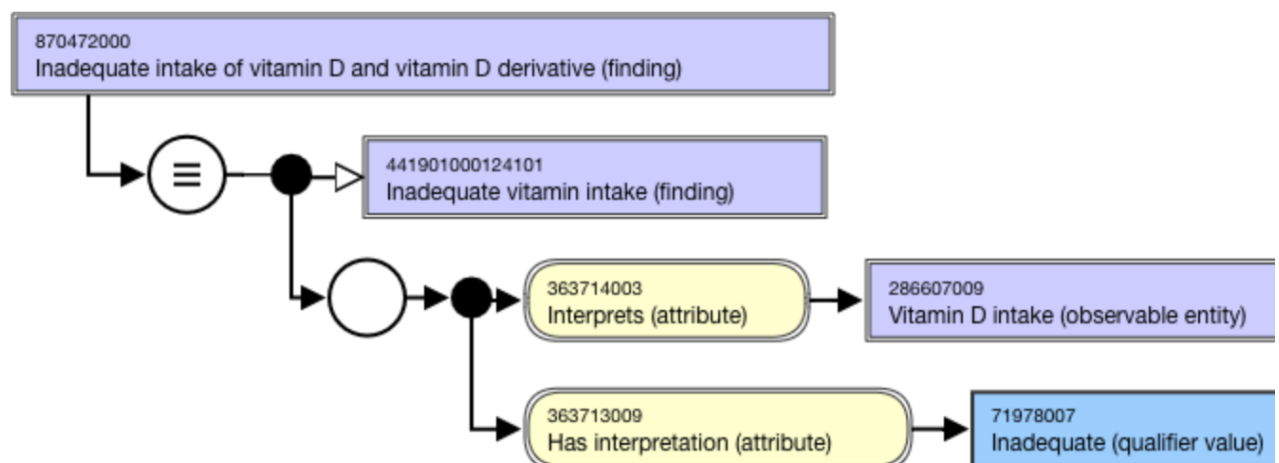 870472000
Inadequate intake of vitamin D and vitamin D derivative (finding)
441901000124101
Inadequate vitamin intake (finding)
363714003
Interprets (attribute)
286607009
Vitamin D intake (observable entity)
363713009
Has interpretation (attribute)
71978007
Inadequate (qualifier value)